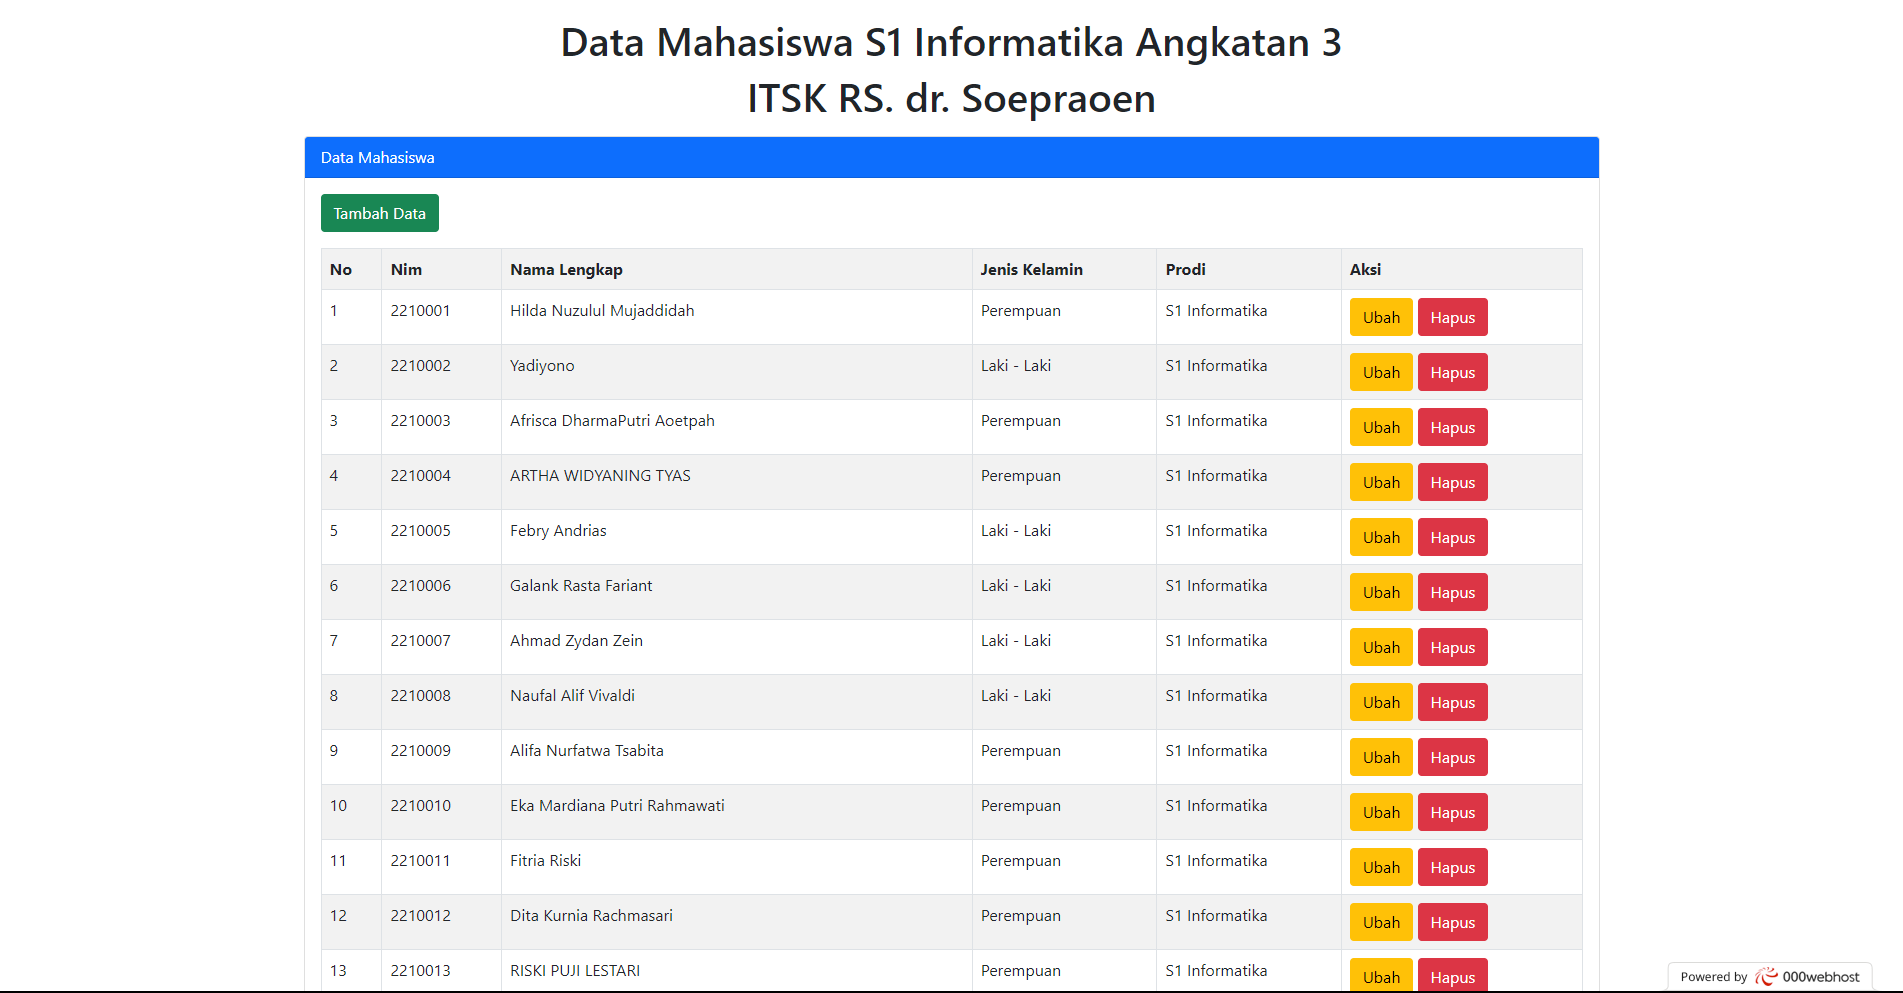 Data Mahasiswa S1 Informatika Angkatan 3
ITSK RS. dr. Soepraoen
Data Mahasiswa
Tambah Data
No Nim Nama Lengkap Jenis Kelamin Prodi Aksi
1 2210001 Hilda Nuzulul Mujaddidah Perempuan S1 Informatika Ubah Hapus
2 2210002 Yadiyono Laki - Laki S1 Informatika Ubah Hapus
3 2210003 Afrisca DharmaPutri Aoetpah Perempuan S1 Informatika Ubah Hapus
4 2210004 ARTHA WIDYANING TYAS Perempuan S1 Informatika Ubah Hapus
5 2210005 Febry Andrias Laki - Laki S1 Informatika Ubah Hapus
6 2210006 Galank Rasta Fariant Laki - Laki S1 Informatika Ubah Hapus
7 2210007 Ahmad Zydan Zein Laki - Laki S1 Informatika Ubah Hapus
8 2210008 Naufal Alif Vivaldi Laki - Laki S1 Informatika Ubah Hapus
9 2210009 Alifa Nurfatwa Tsabita Perempuan S1 Informatika Ubah Hapus
10 2210010 Eka Mardiana Putri Rahmawati Perempuan S1 Informatika Ubah Hapus
11 2210011 Fitria Riski Perempuan S1 Informatika Ubah Hapus
12 2210012 Dita Kurnia Rachmasari Perempuan S1 Informatika Ubah Hapus
13 2210013 RISKI PUJI LESTARI Perempuan S1 Informatika Ubah Hapus
Powered by 000webhost